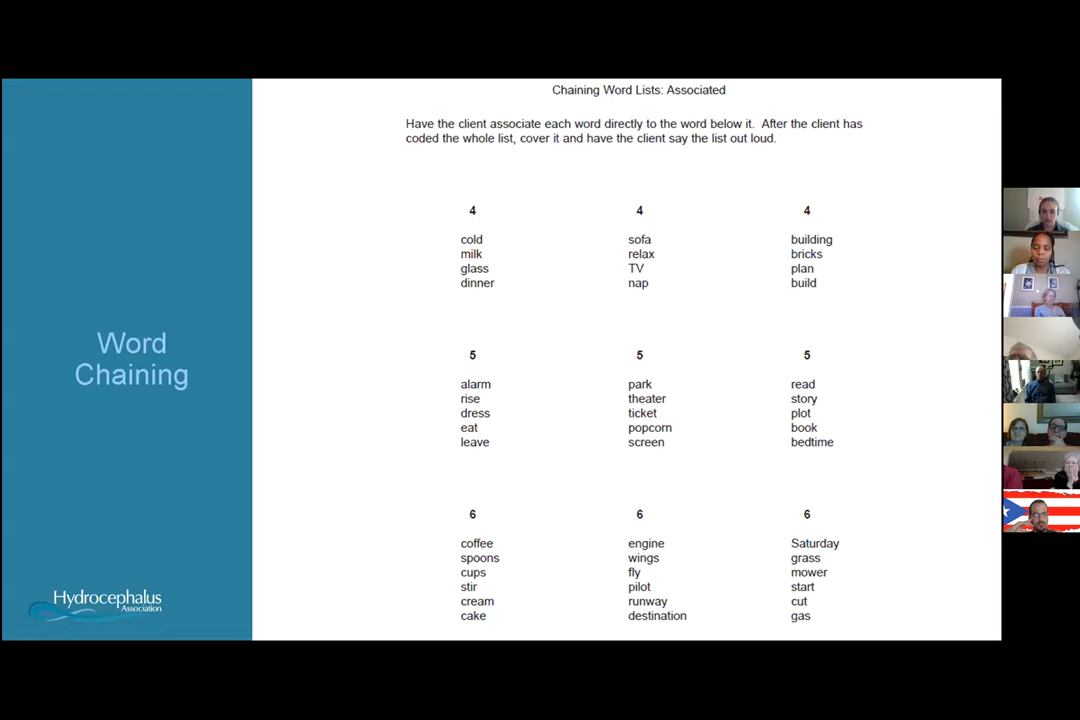 Chaining Word Lists: Associated
Have the client associate each word directly to the word below it. After the client has
coded the whole list, cover it and have the client say the list out loud.
Word
Chaining
4
cold
milk
glass
dinner
4
sofa
relax
TV
nap
4
building
bricks
plan
build
5
alarm
rise
dress
eat
leave
5
park
theater
ticket
popcorn
screen
5
read
story
plot
book
bedtime
6
coffee
spoons
cups
stir
cream
cake
6
engine
wings
fly
pilot
runway
destination
6
Saturday
grass
mower
start
cut
gas
Hydrocephalus
Association